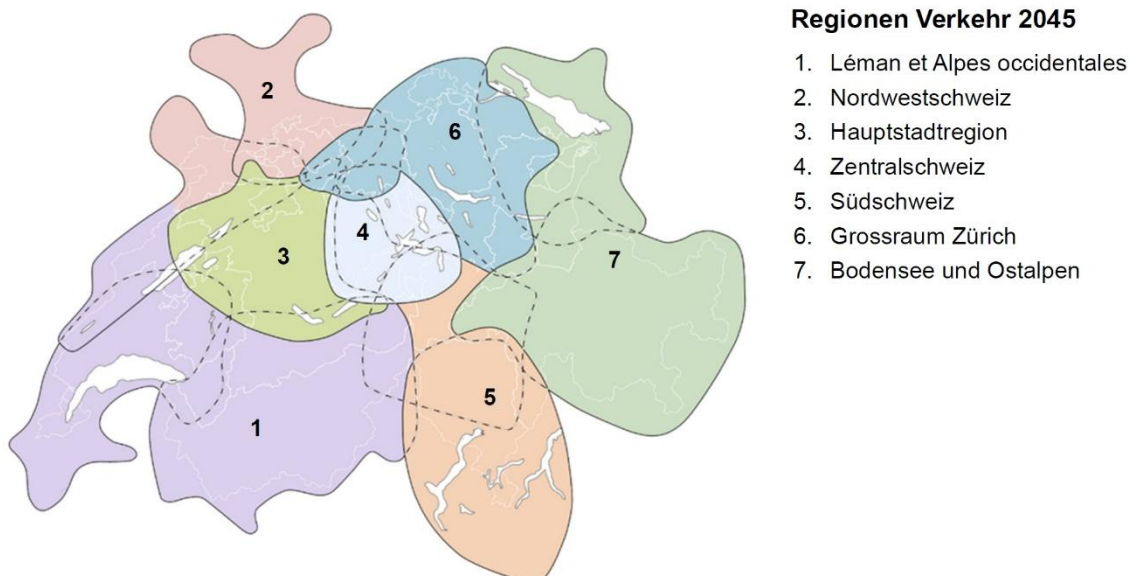 Regionen Verkehr 2045
1. Léman et Alpes occidentales
2. Nordwestschweiz
3. Hauptstadtregion
4. Zentralschweiz
5. Südschweiz
6. Grossraum Zürich
7. Bodensee und Ostalpen
2
6
4
3
7
5
1